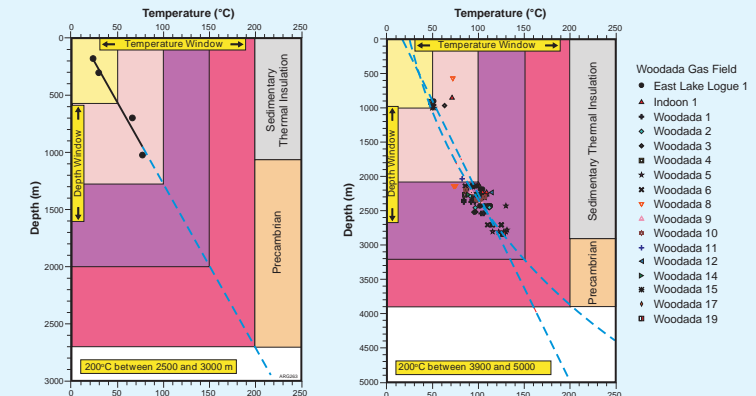 Temperature (°C)
0 50 100 150 200 250
Temperature Window
Depth Window
Depth (m)
0
500
1000
1500
2000
2500
3000
Sedimentary
Thermal Insulation
Precambrian
200°C between 2500 and 3000 m
ARG263
Temperature (°C)
0 50 100 150 200 250
Temperature Window
Depth Window
Depth (m)
0
500
1000
1500
2000
2500
3000
3500
4000
4500
5000
Sedimentary Thermal Insulation
Precambrian
200°C between 3900 and 5000
Woodada Gas Field
East Lake Logue 1
Indoon 1
Woodada 1
Woodada 2
Woodada 3
Woodada 4
Woodada 5
Woodada 6
Woodada 8
Woodada 9
Woodada 10
Woodada 11
Woodada 12
Woodada 14
Woodada 15
Woodada 17
Woodada 19